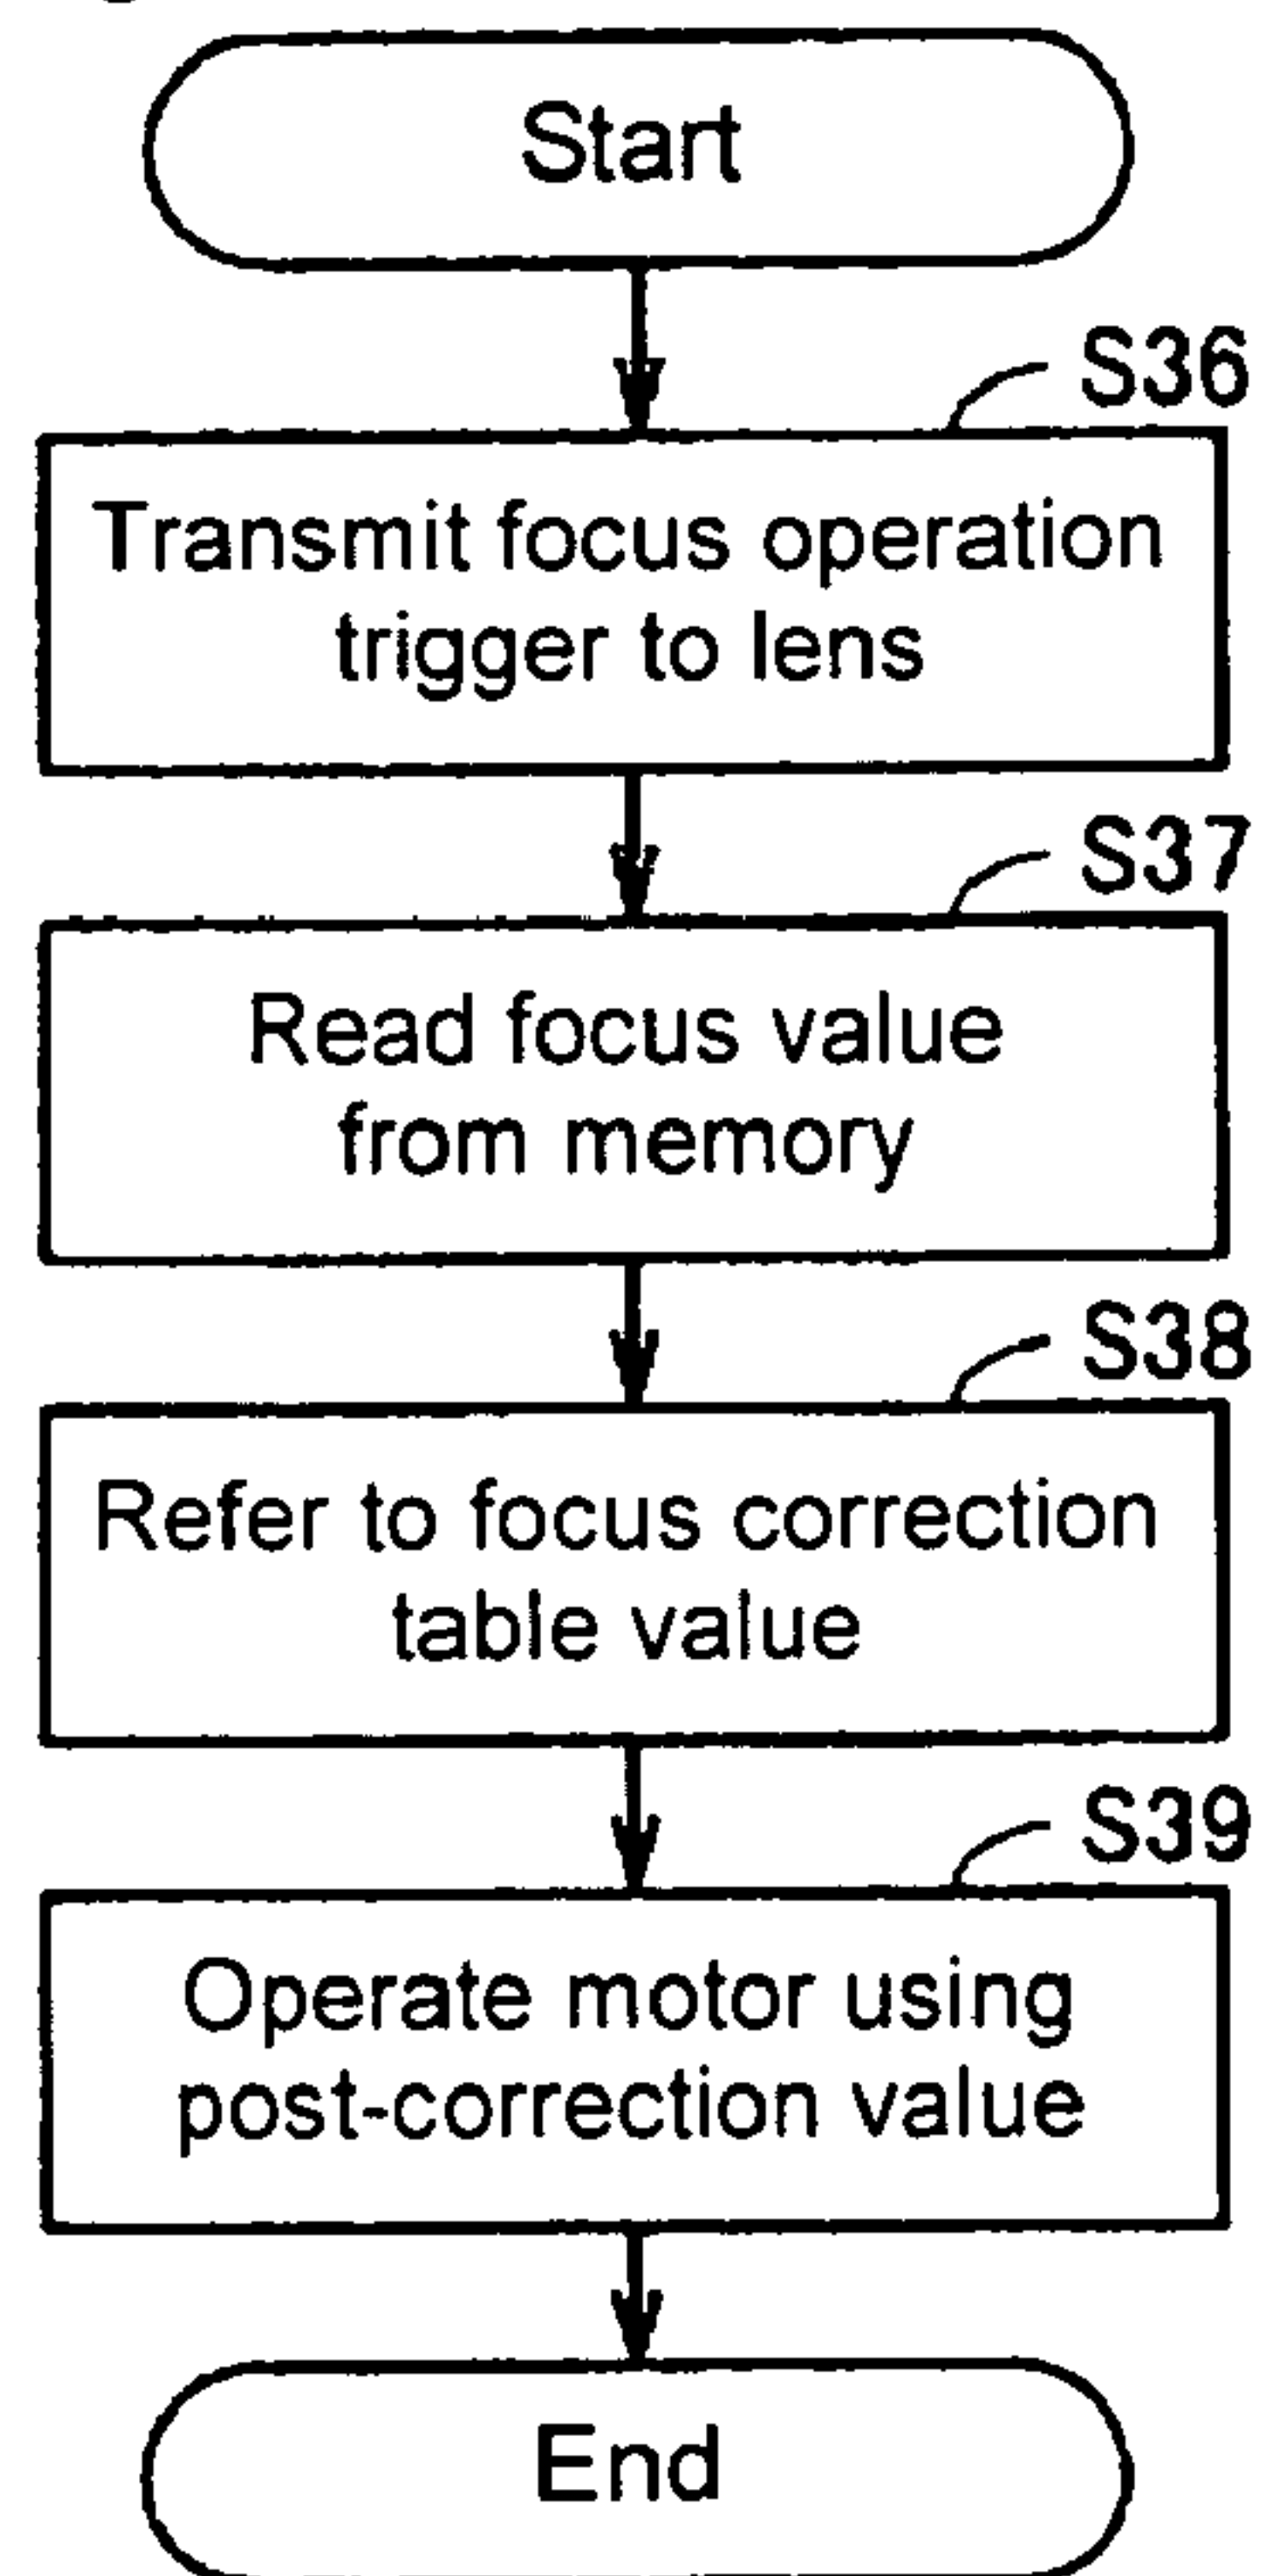 Start
S36
Transmit focus operation
trigger to lens
S37
Read focus value
from memory
S38
Refer to focus correction
table value
S39
Operate motor using
post-correction value
End